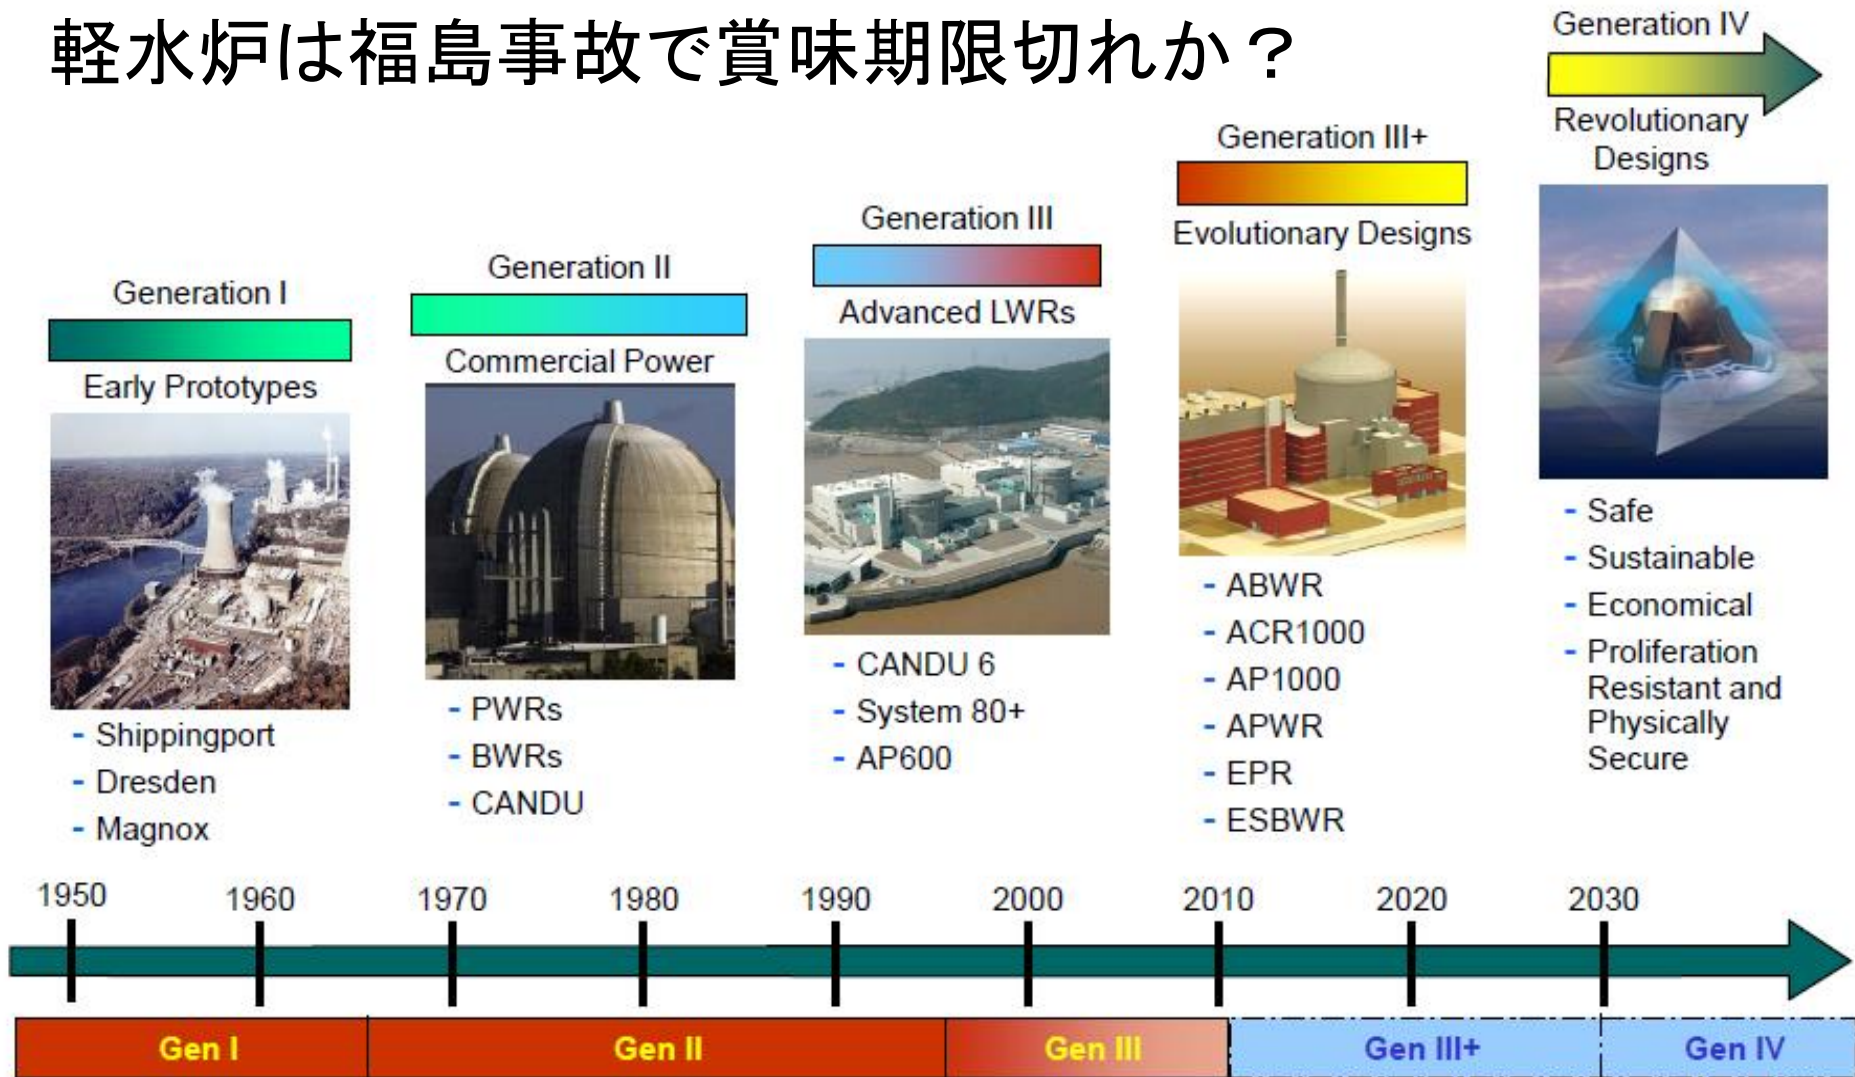 軽水炉は福島事故で賞味期限切れか？
Generation I
Early Prototypes
- Shippingport
- Dresden
- Magnox
Generation II
Commercial Power
- PWRs
- BWRs
- CANDU
Generation III
Advanced LWRs
- CANDU 6
- System 80+
- AP600
Generation III+
Evolutionary Designs
- ABWR
- ACR1000
- AP1000
- APWR
- EPR
- ESBWR
Generation IV
Revolutionary
Designs
- Safe
- Sustainable
- Economical
- Proliferation
Resistant and
Physically
Secure
1950 1960 1970 1980 1990 2000 2010 2020 2030
Gen I Gen II Gen III Gen III+ Gen IV